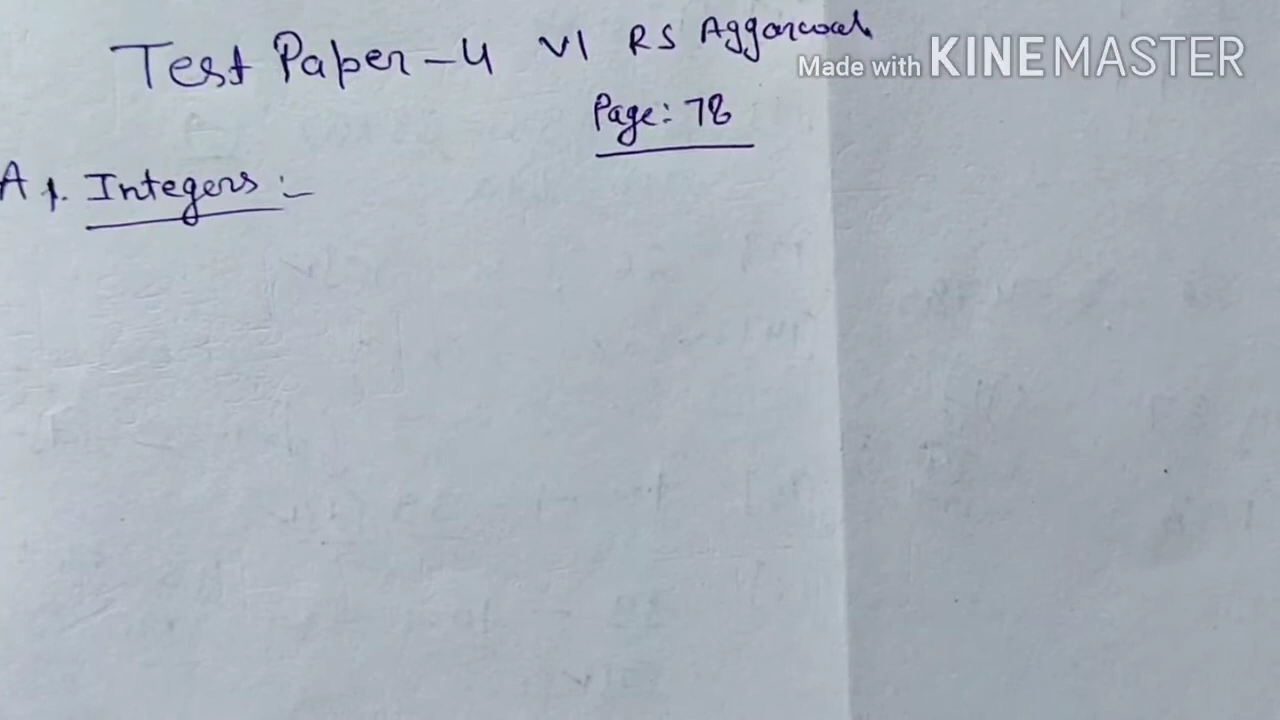 Test Paper-4 VI RS Aggarwal
Made with KINEMASTER
Page: 78
A 1. Integers :-